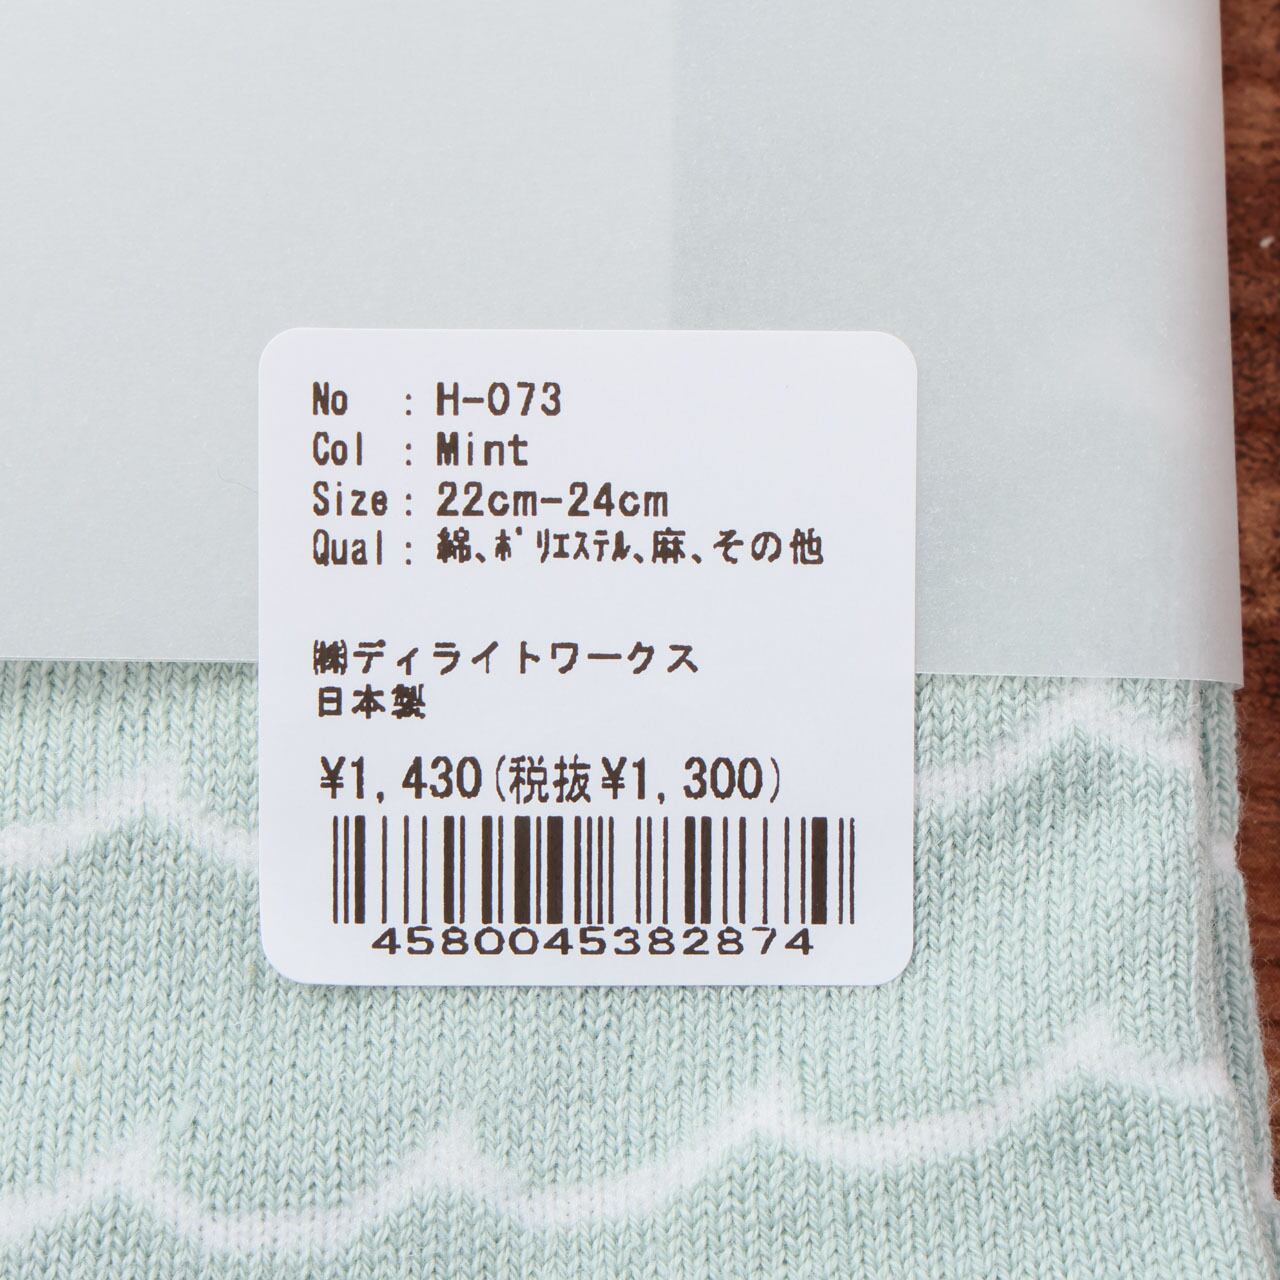 No : H-073
Col : Mint
Size : 22cm-24cm
Qual : 綿、ﾎﾟﾘｴｽﾃﾙ、麻、その他
㈱ディライトワークス
日本製
¥1,430(税抜¥1,300)
4580045382874